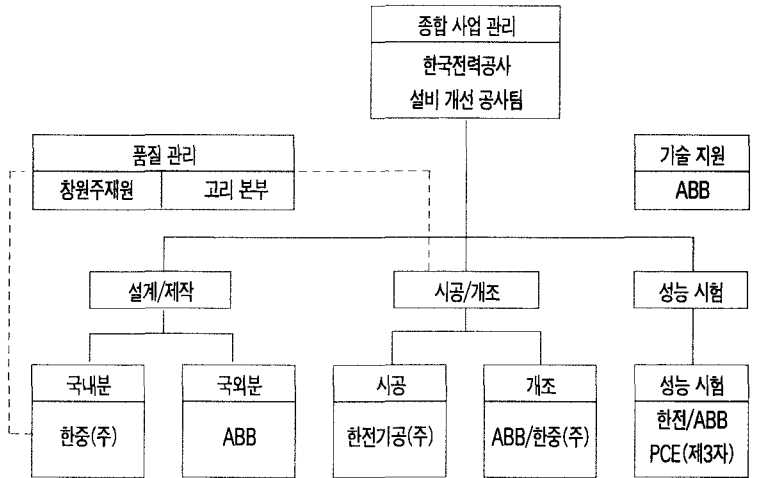 종합 사업 관리
한국전력공사
설비 개선 공사팀
품질 관리
창원주재원
고리 본부
기술 지원
ABB
설계/제작
시공/개조
성능 시험
국내분
한중(주)
국외분
ABB
시공
한전기공(주)
개조
ABB/한중(주)
성능 시험
한전/ABB
PCE(제3자)